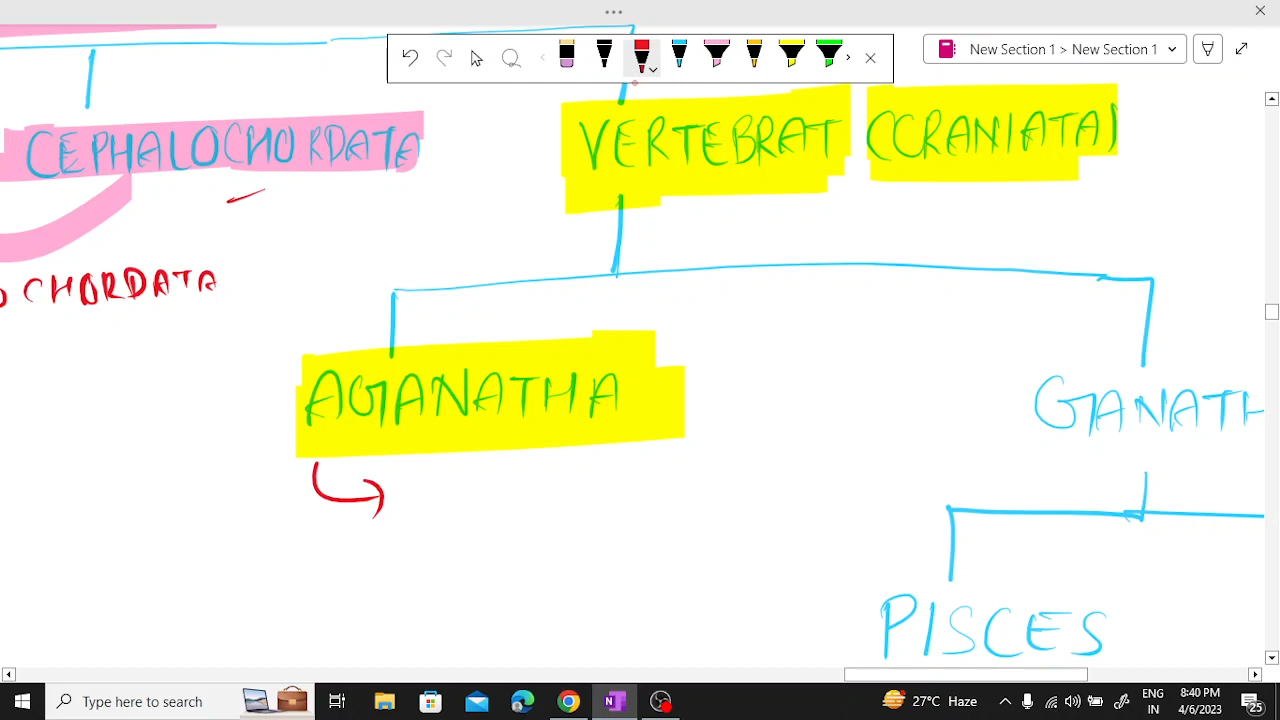 New Section 1 > New Section 1
CEPHALOCHORDATA
VERTEBRAT (CRANIATA)
CHORDATA
AGANATHA
GANATH
PISCES
Type here to search
27°C Haze
ENG
IN
8:40 PM
4/6/2023
25